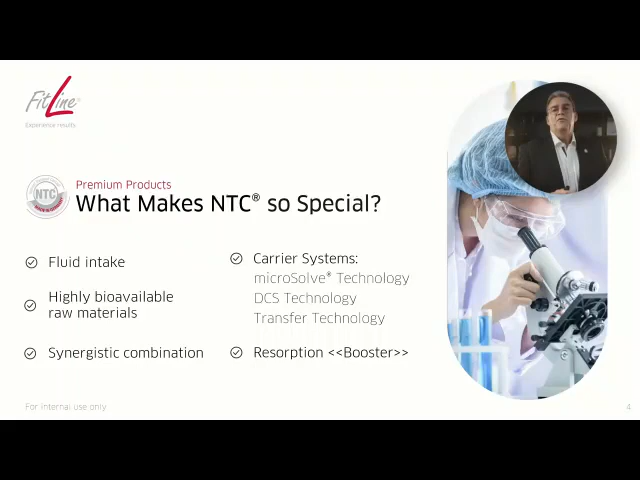 FitLine
Experience results
NTC
Premium Products
What Makes NTC® so Special?
Fluid intake
Highly bioavailable
raw materials
Synergistic combination
Carrier Systems:
microSolve® Technology
DCS Technology
Transfer Technology
Resorption <<Booster>>
For internal use only
4